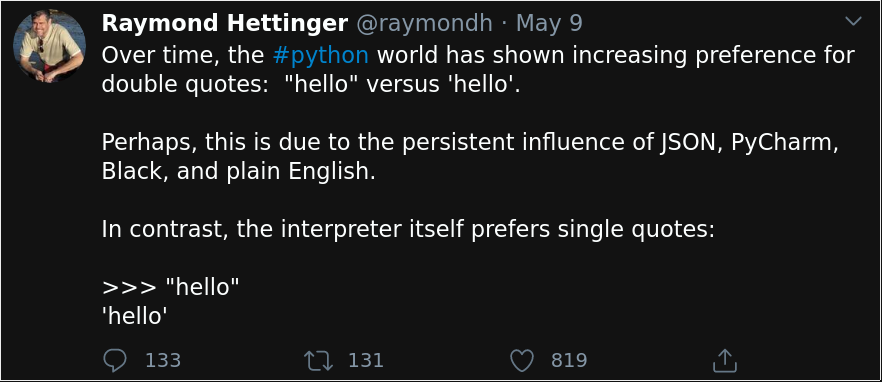 Raymond Hettinger @raymondh · May 9
Over time, the #python world has shown increasing preference for
double quotes:  "hello" versus 'hello'.
Perhaps, this is due to the persistent influence of JSON, PyCharm,
Black, and plain English.
In contrast, the interpreter itself prefers single quotes:
>>> "hello"
'hello'
133 131 819